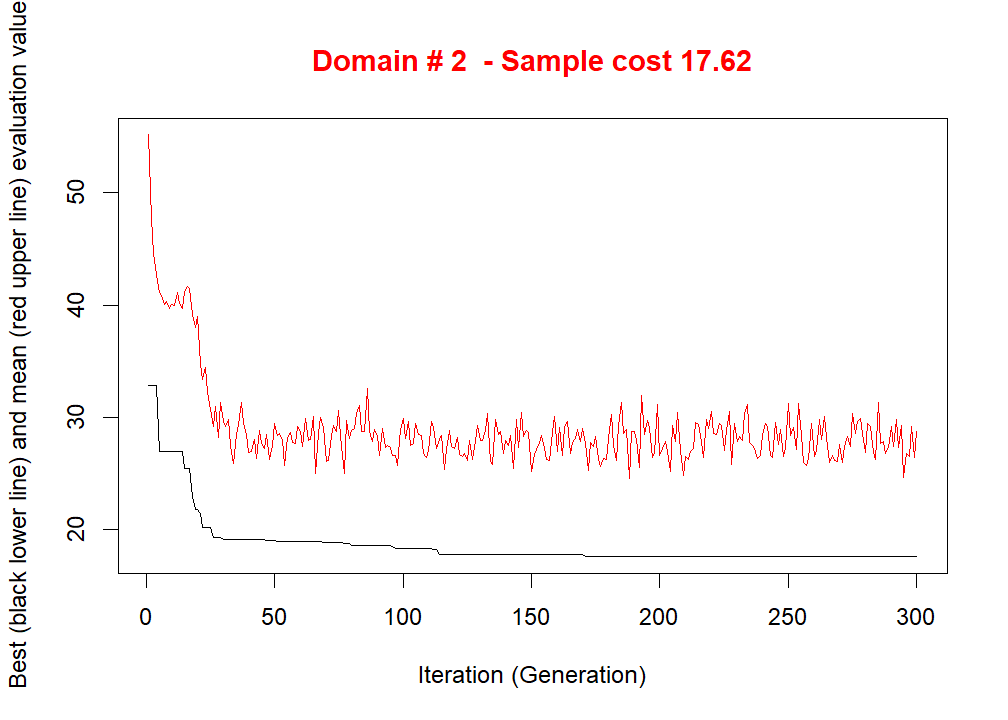 Domain # 2  - Sample cost 17.62
Best (black lower line) and mean (red upper line) evaluation value
50
40
30
20
0 50 100 150 200 250 300
Iteration (Generation)